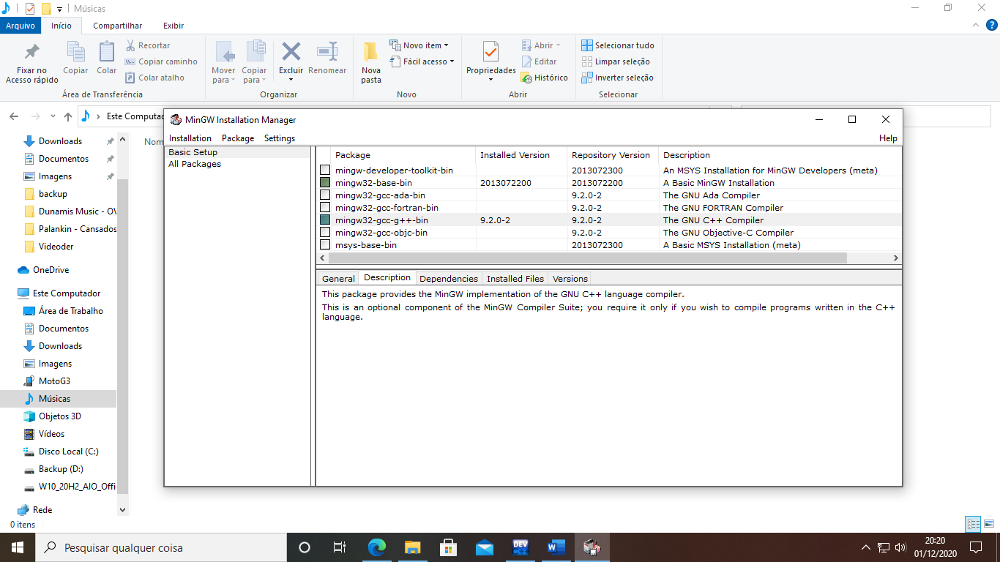 Músicas
Arquivo Início Compartilhar Exibir
Fixar no Acesso rápido
Copiar
Colar
Recortar
Copiar caminho
Colar atalho
Área de Transferência
Mover para
Copiar para
Excluir
Renomear
Organizar
Nova pasta
Novo item
Fácil acesso
Novo
Propriedades
Abrir
Editar
Histórico
Abrir
Selecionar tudo
Limpar seleção
Inverter seleção
Selecionar
Este Computad
Nom
Downloads
Documentos
Imagens
backup
Dunamis Music - OV
Palankin - Cansados
Videoder
OneDrive
Este Computador
Área de Trabalho
Documentos
Downloads
Imagens
MotoG3
Músicas
Objetos 3D
Vídeos
Disco Local (C:)
Backup (D:)
W10_20H2_AIO_Offi
Rede
0 itens
MinGW Installation Manager
Installation Package Settings Help
Basic Setup
All Packages
Package Installed Version Repository Version Description
mingw-developer-toolkit-bin 2013072300 An MSYS Installation for MinGW Developers (meta)
mingw32-base-bin 2013072200 2013072200 A Basic MinGW Installation
mingw32-gcc-ada-bin 9.2.0-2 The GNU Ada Compiler
mingw32-gcc-fortran-bin 9.2.0-2 The GNU FORTRAN Compiler
mingw32-gcc-g++-bin 9.2.0-2 9.2.0-2 The GNU C++ Compiler
mingw32-gcc-objc-bin 9.2.0-2 The GNU Objective-C Compiler
msys-base-bin 2013072300 A Basic MSYS Installation (meta)
General Description Dependencies Installed Files Versions
This package provides the MinGW implementation of the GNU C++ language compiler.
This is an optional component of the MinGW Compiler Suite; you require it only if you wish to compile programs written in the C++
language.
Pesquisar qualquer coisa
DEV
C++
W
20:20
01/12/2020